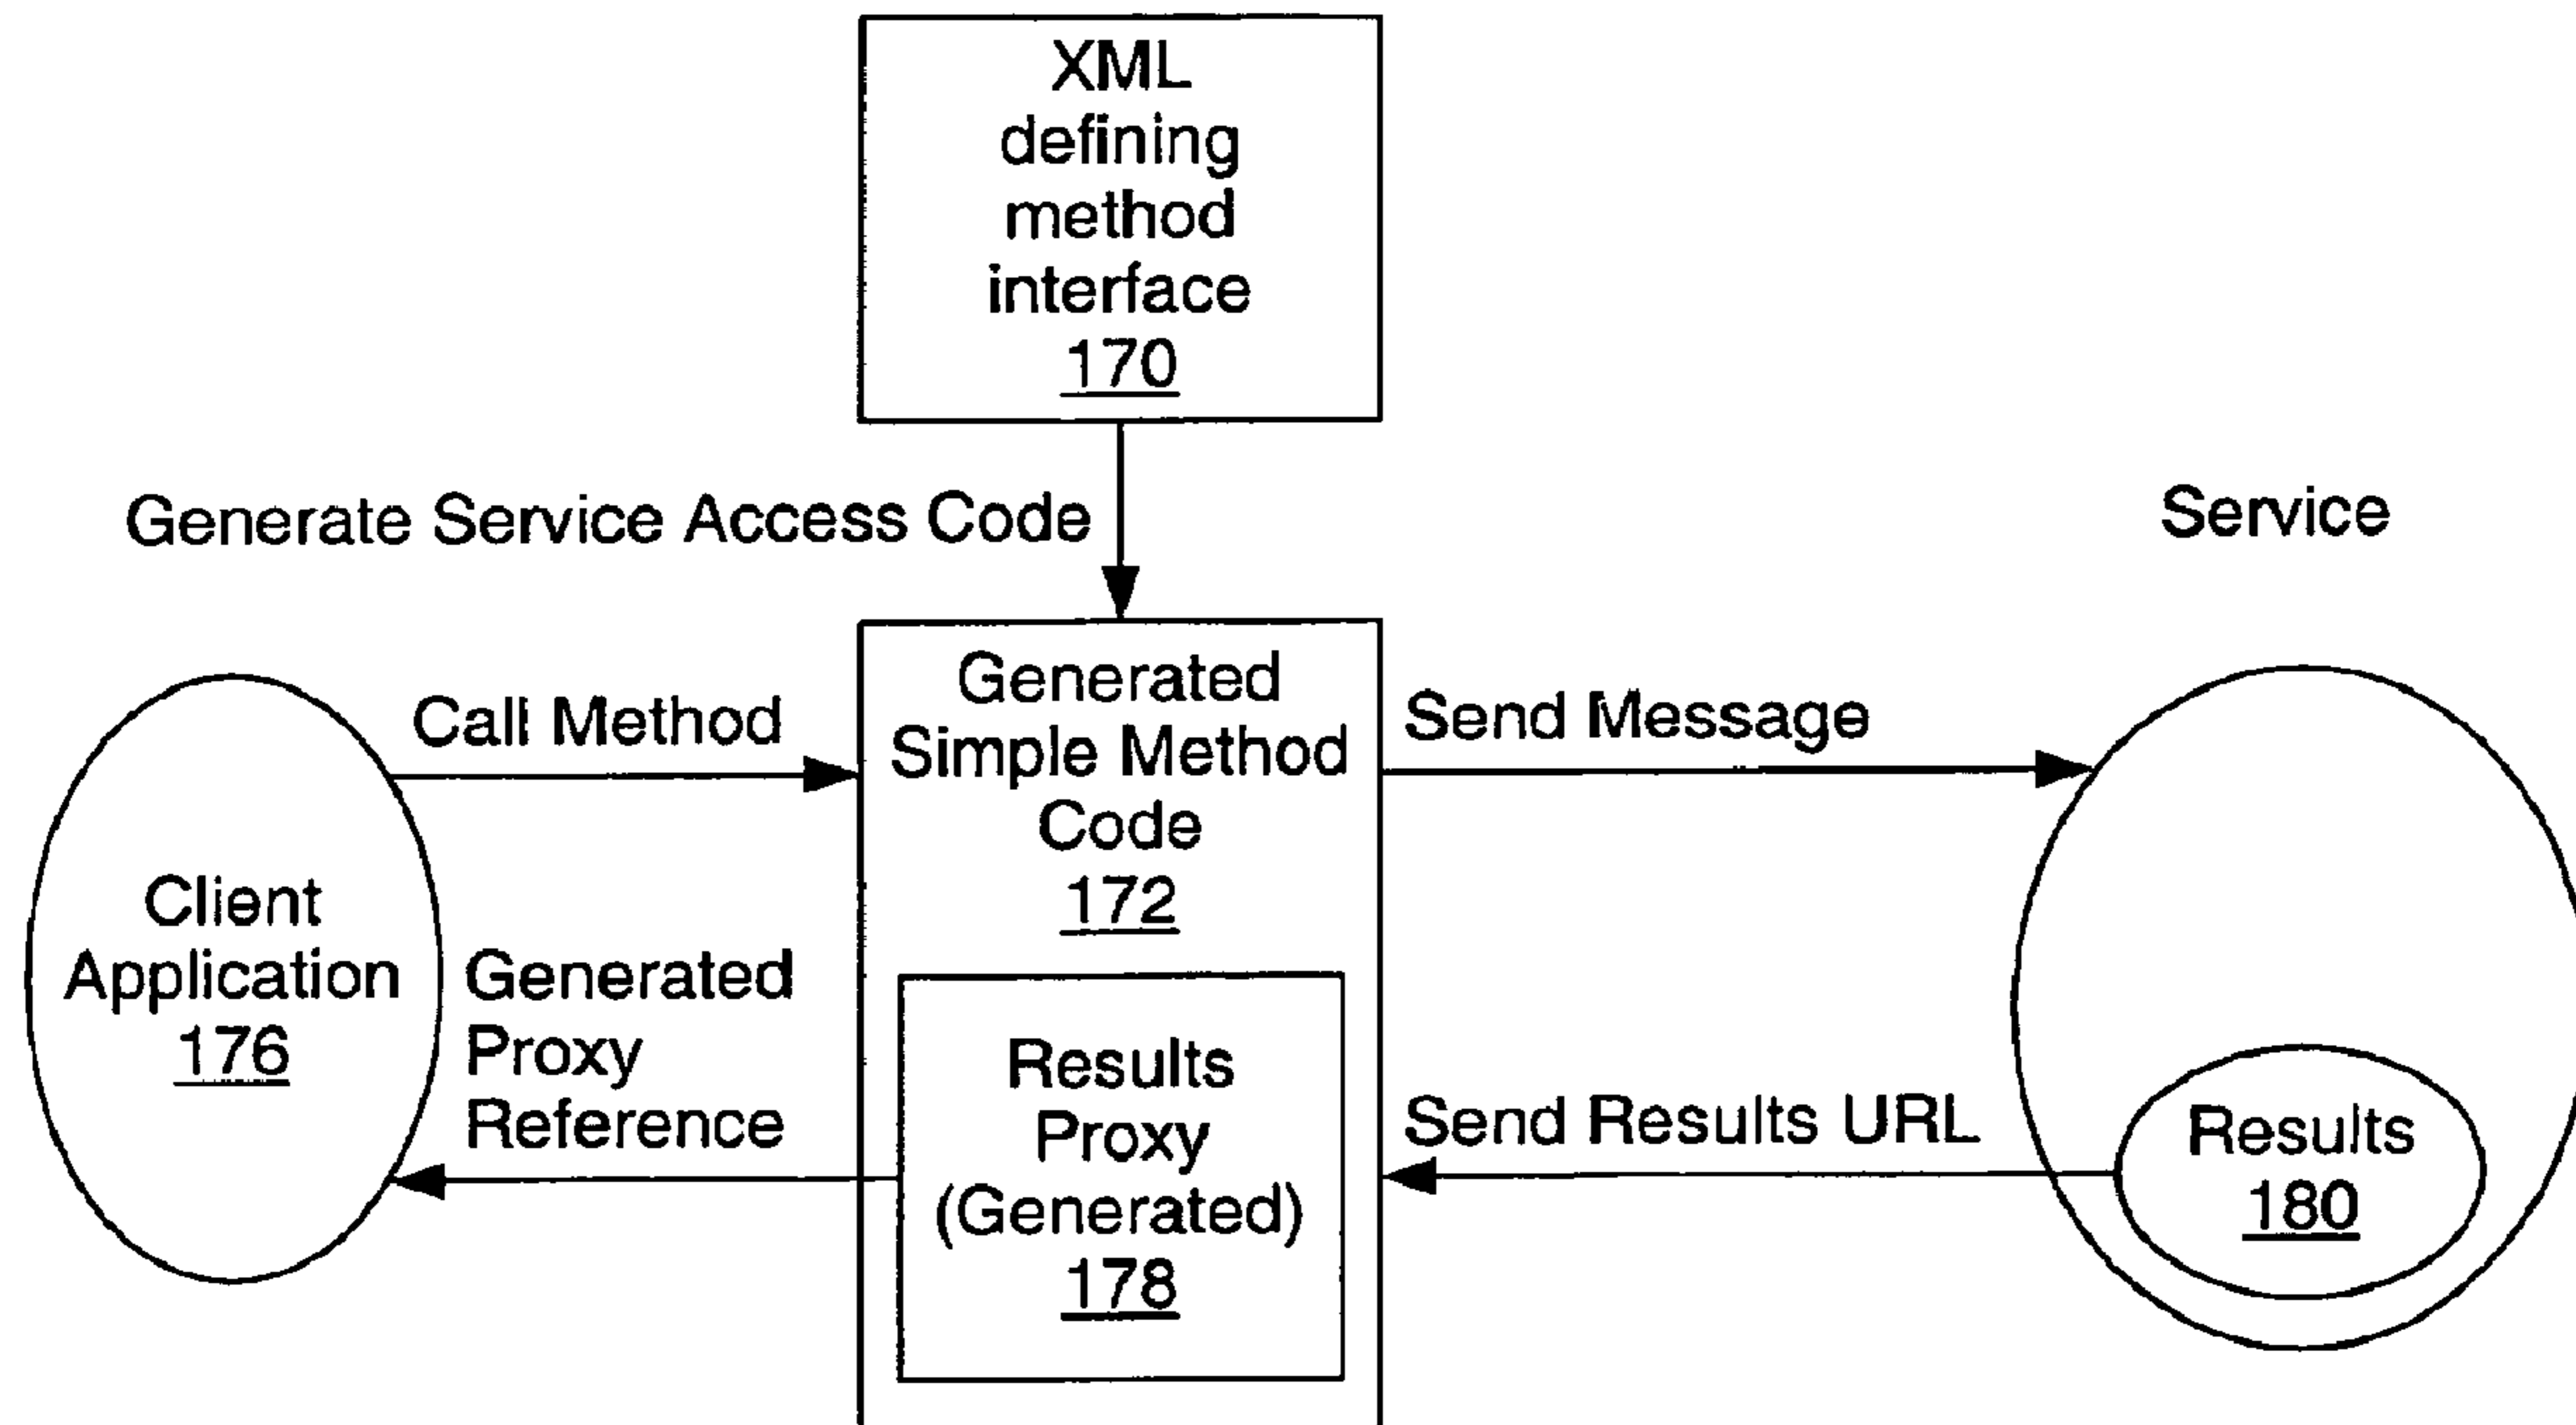 XML
defining
method
interface
170
Generate Service Access Code
Service
Generated
Simple Method
Code
172
Call Method
Send Message
Client
Application
176
Generated
Proxy
Reference
Results
Proxy
(Generated)
178
Send Results URL
Results
180